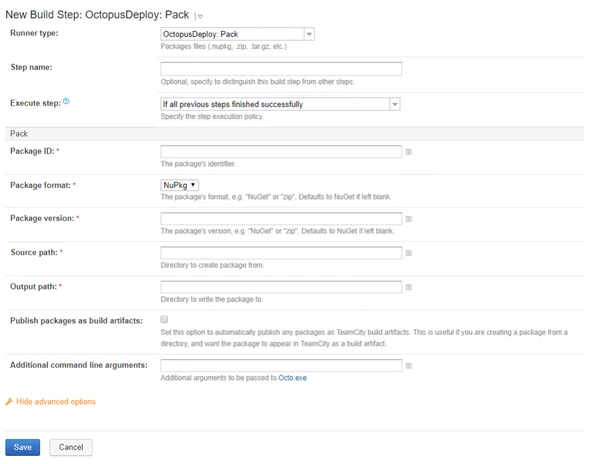 New Build Step: OctopusDeploy: Pack
Runner type:
OctopusDeploy: Pack
Packages files (.nupkg, .zip, .tar.gz, etc.)
Step name:
Optional, specify to distinguish this build step from other steps.
Execute step:
If all previous steps finished successfully
Specify the step execution policy.
Pack
Package ID: *
The package's identifier.
Package format: *
NuPkg
The package's format, e.g. "NuGet" or "zip". Defaults to NuGet if left blank.
Package version: *
The package's version, e.g. "NuGet" or "zip". Defaults to NuGet if left blank.
Source path: *
Directory to create package from.
Output path: *
Directory to write the package to.
Publish packages as build artifacts:
Set this option to automatically publish any packages as TeamCity build artifacts. This is useful if you are creating a package from a
directory, and want the package to appear in TeamCity as a build artifact.
Additional command line arguments:
Additional arguments to be passed to Octo.exe
Hide advanced options
Save Cancel